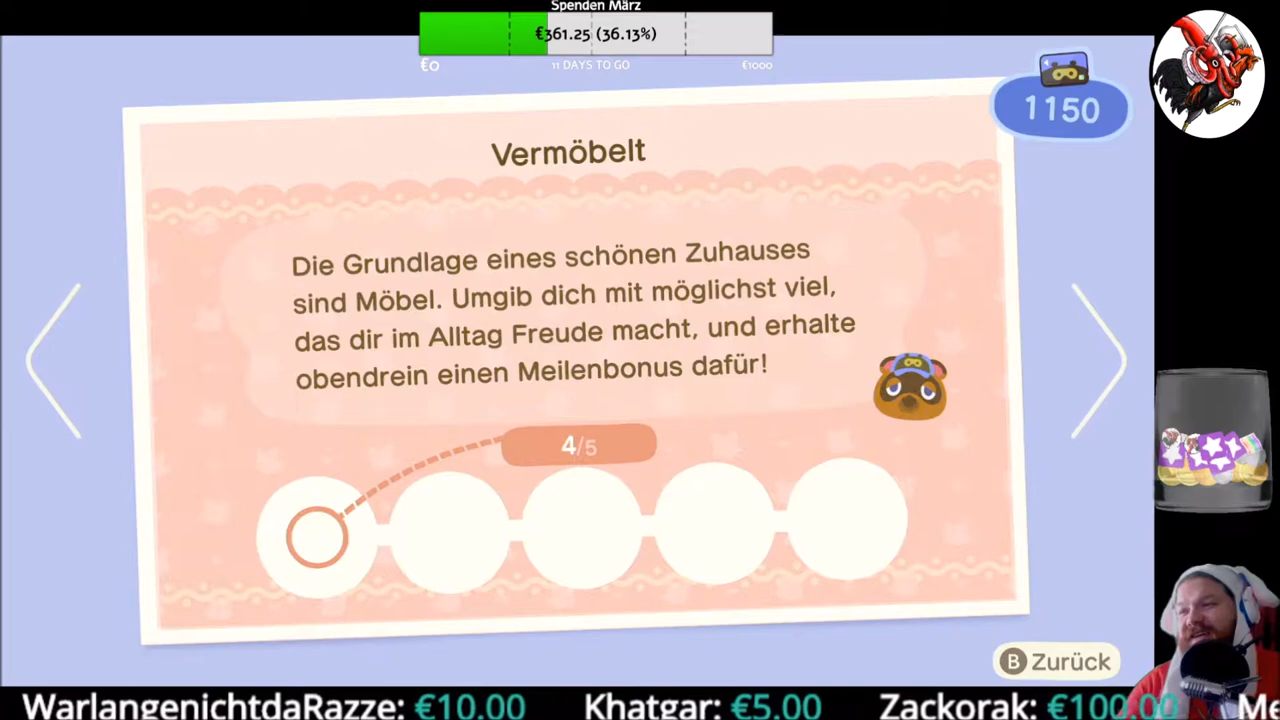 Spenden März
€361.25 (36.13%)
€0 11 DAYS TO GO €1000
1150
Vermöbelt
Die Grundlage eines schönen Zuhauses
sind Möbel. Umgib dich mit möglichst viel,
das dir im Alltag Freude macht, und erhalte
obendrein einen Meilenbonus dafür!
4/5
B Zurück
WarlangenichtdaRazze: €10.00 Khatgar: €5.00 Zackorak: €100.00 Me